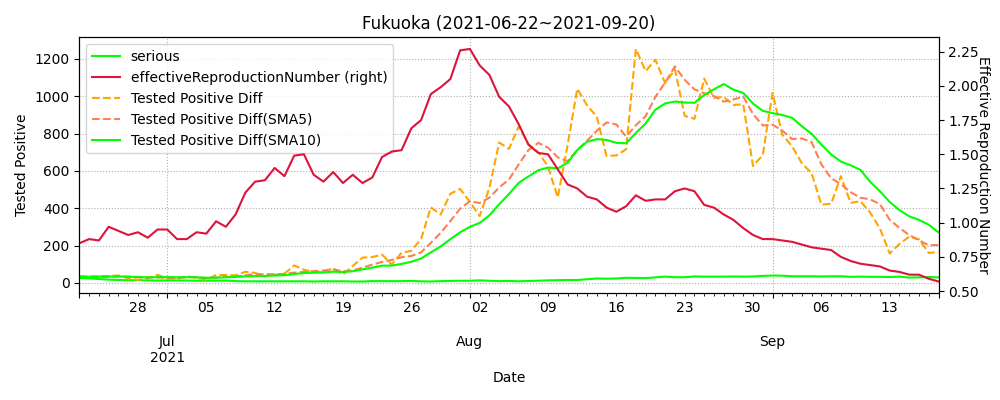 Fukuoka (2021-06-22~2021-09-20)
serious
effectiveReproductionNumber (right)
Tested Positive Diff
Tested Positive Diff(SMA5)
Tested Positive Diff(SMA10)
Tested Positive
1200
1000
800
600
400
200
0
Effective Reproduction Number
2.25
2.00
1.75
1.50
1.25
1.00
0.75
0.50
28 05 12 19 26 02 09 16 23 06 13
Jul Aug Sep
2021
Date